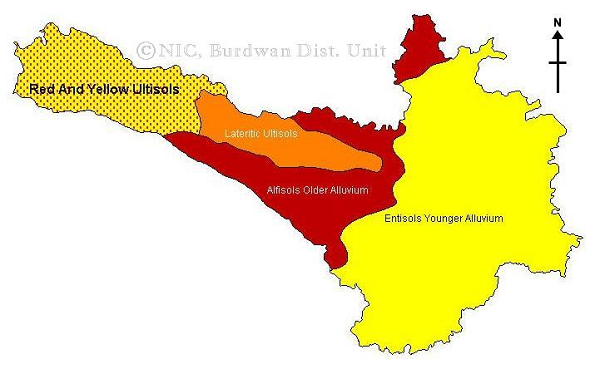 ©NIC, Burdwan Dist. Unit
N
Red And Yellow Ultisols
Lateritic Ultisols
Alfisols Older Alluvium
Entisols Younger Alluvium